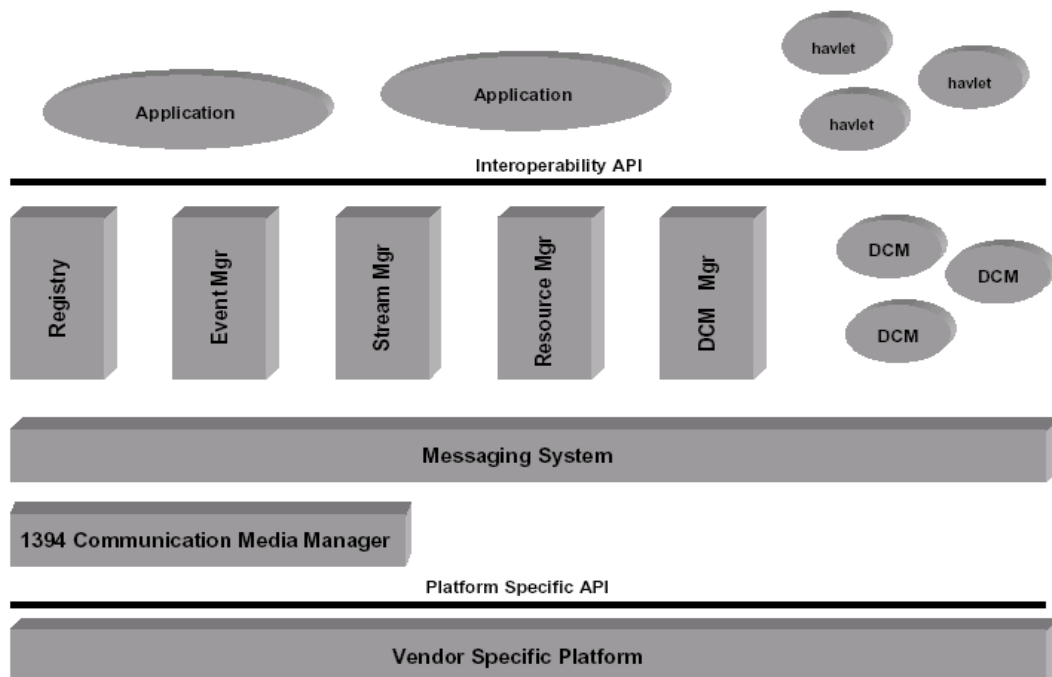 Application
Application
havlet
havlet
havlet
Interoperability API
Registry
Event Mgr
Stream Mgr
Resource Mgr
DCM Mgr
DCM
DCM
DCM
Messaging System
1394 Communication Media Manager
Platform Specific API
Vendor Specific Platform